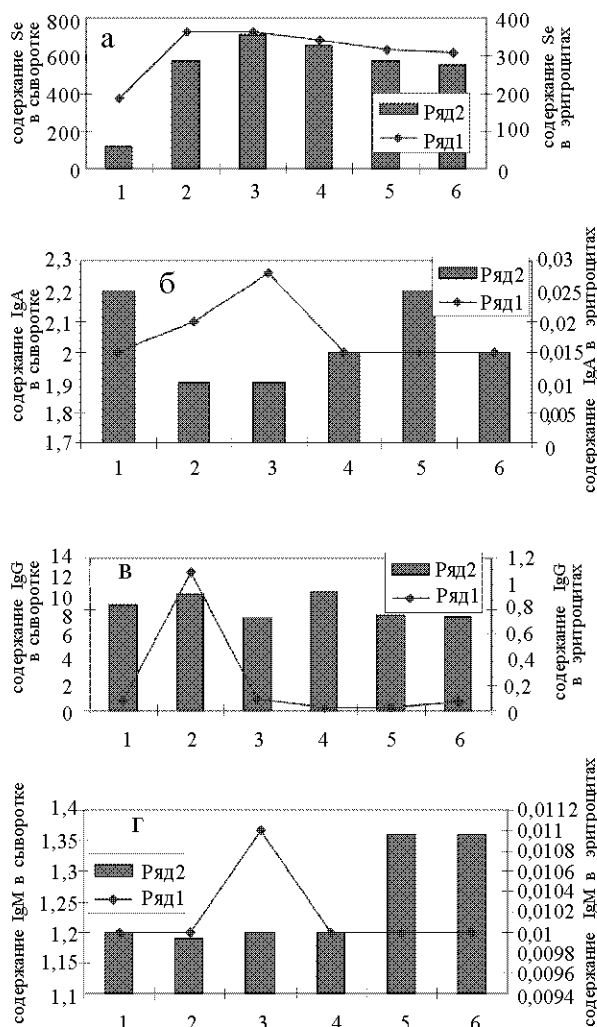 а
содержание Se
в сыворотке
800
600
400
200
0
400
300
200
100
0
содержание Se
в эритроцитах
Ряд2
Ряд1
1 2 3 4 5 6
б
содержание IgA
в сыворотке
2,3
2,2
2,1
2
1,9
1,8
1,7
0,03
0,025
0,02
0,015
0,01
0,005
0
содержание IgA в эритроцитах
Ряд2
Ряд1
1 2 3 4 5 6
в
содержание IgG
в сыворотке
14
12
10
8
6
4
2
0
1,2
1
0,8
0,6
0,4
0,2
0
содержание IgG
в эритроцитах
Ряд2
Ряд1
1 2 3 4 5 6
г
содержание IgM в сыворотке
1,4
1,35
1,3
1,25
1,2
1,15
1,1
0,0112
0,011
0,0108
0,0106
0,0104
0,0102
0,01
0,0098
0,0096
0,0094
содержание IgM в эритроцитах
Ряд2
Ряд1
1 2 3 4 5 6